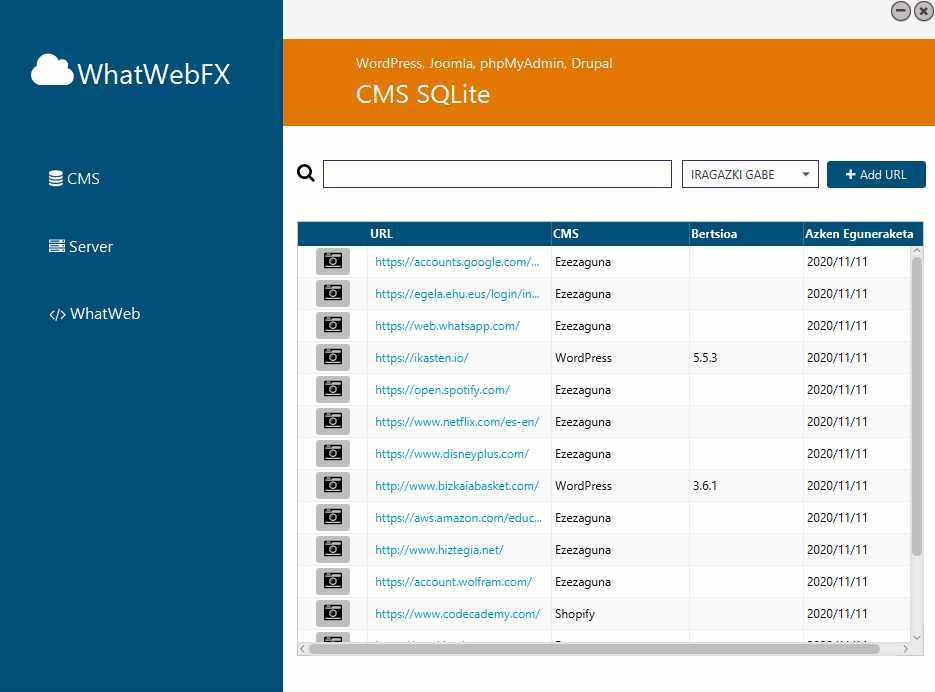 WhatWebFX
CMS
Server
</> WhatWeb
WordPress, Joomla, phpMyAdmin, Drupal
CMS SQLite
IRAGAZKI GABE
+ Add URL
URL CMS Bertsioa Azken Eguneraketa
https://accounts.google.com/... Ezezaguna 2020/11/11
https://egela.ehu.eus/login/in... Ezezaguna 2020/11/11
https://web.whatsapp.com/ Ezezaguna 2020/11/11
https://ikasten.io/ WordPress 5.5.3 2020/11/11
https://open.spotify.com/ Ezezaguna 2020/11/11
https://www.netflix.com/es-en/ Ezezaguna 2020/11/11
https://www.disneyplus.com/ Ezezaguna 2020/11/11
http://www.bizkaiabasket.com/ WordPress 3.6.1 2020/11/11
https://aws.amazon.com/educ... Ezezaguna 2020/11/11
http://www.hiztegia.net/ Ezezaguna 2020/11/11
https://account.wolfram.com/ Ezezaguna 2020/11/11
https://www.codecademy.com/ Shopify 2020/11/11